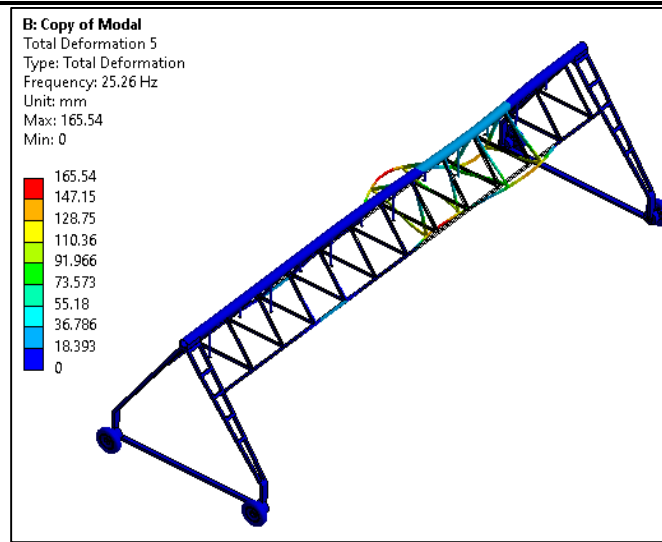 B: Copy of Modal
Total Deformation 5
Type: Total Deformation
Frequency: 25.26 Hz
Unit: mm
Max: 165.54
Min: 0
165.54
147.15
128.75
110.36
91.966
73.573
55.18
36.786
18.393
0